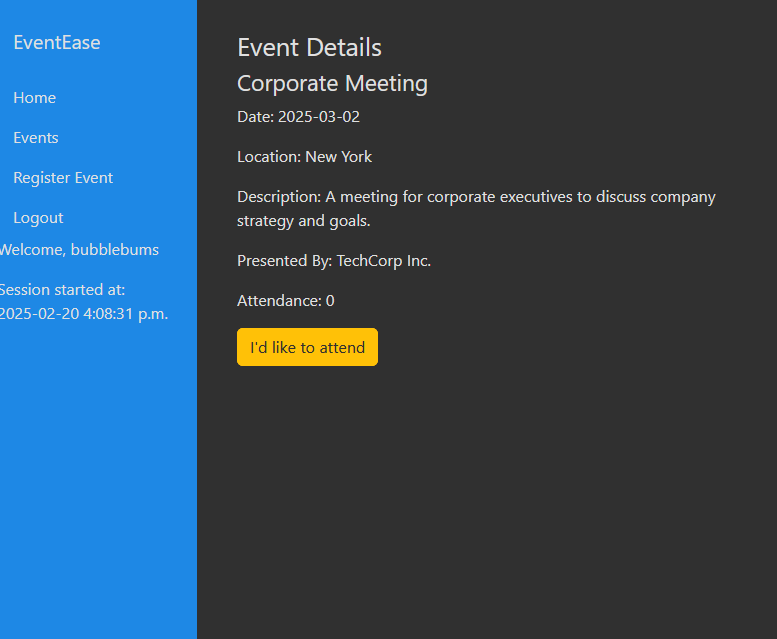 EventEase
Home
Events
Register Event
Logout
Welcome, bubblebums
Session started at:
2025-02-20 4:08:31 p.m.
Event Details
Corporate Meeting
Date: 2025-03-02
Location: New York
Description: A meeting for corporate executives to discuss company
strategy and goals.
Presented By: TechCorp Inc.
Attendance: 0
I'd like to attend